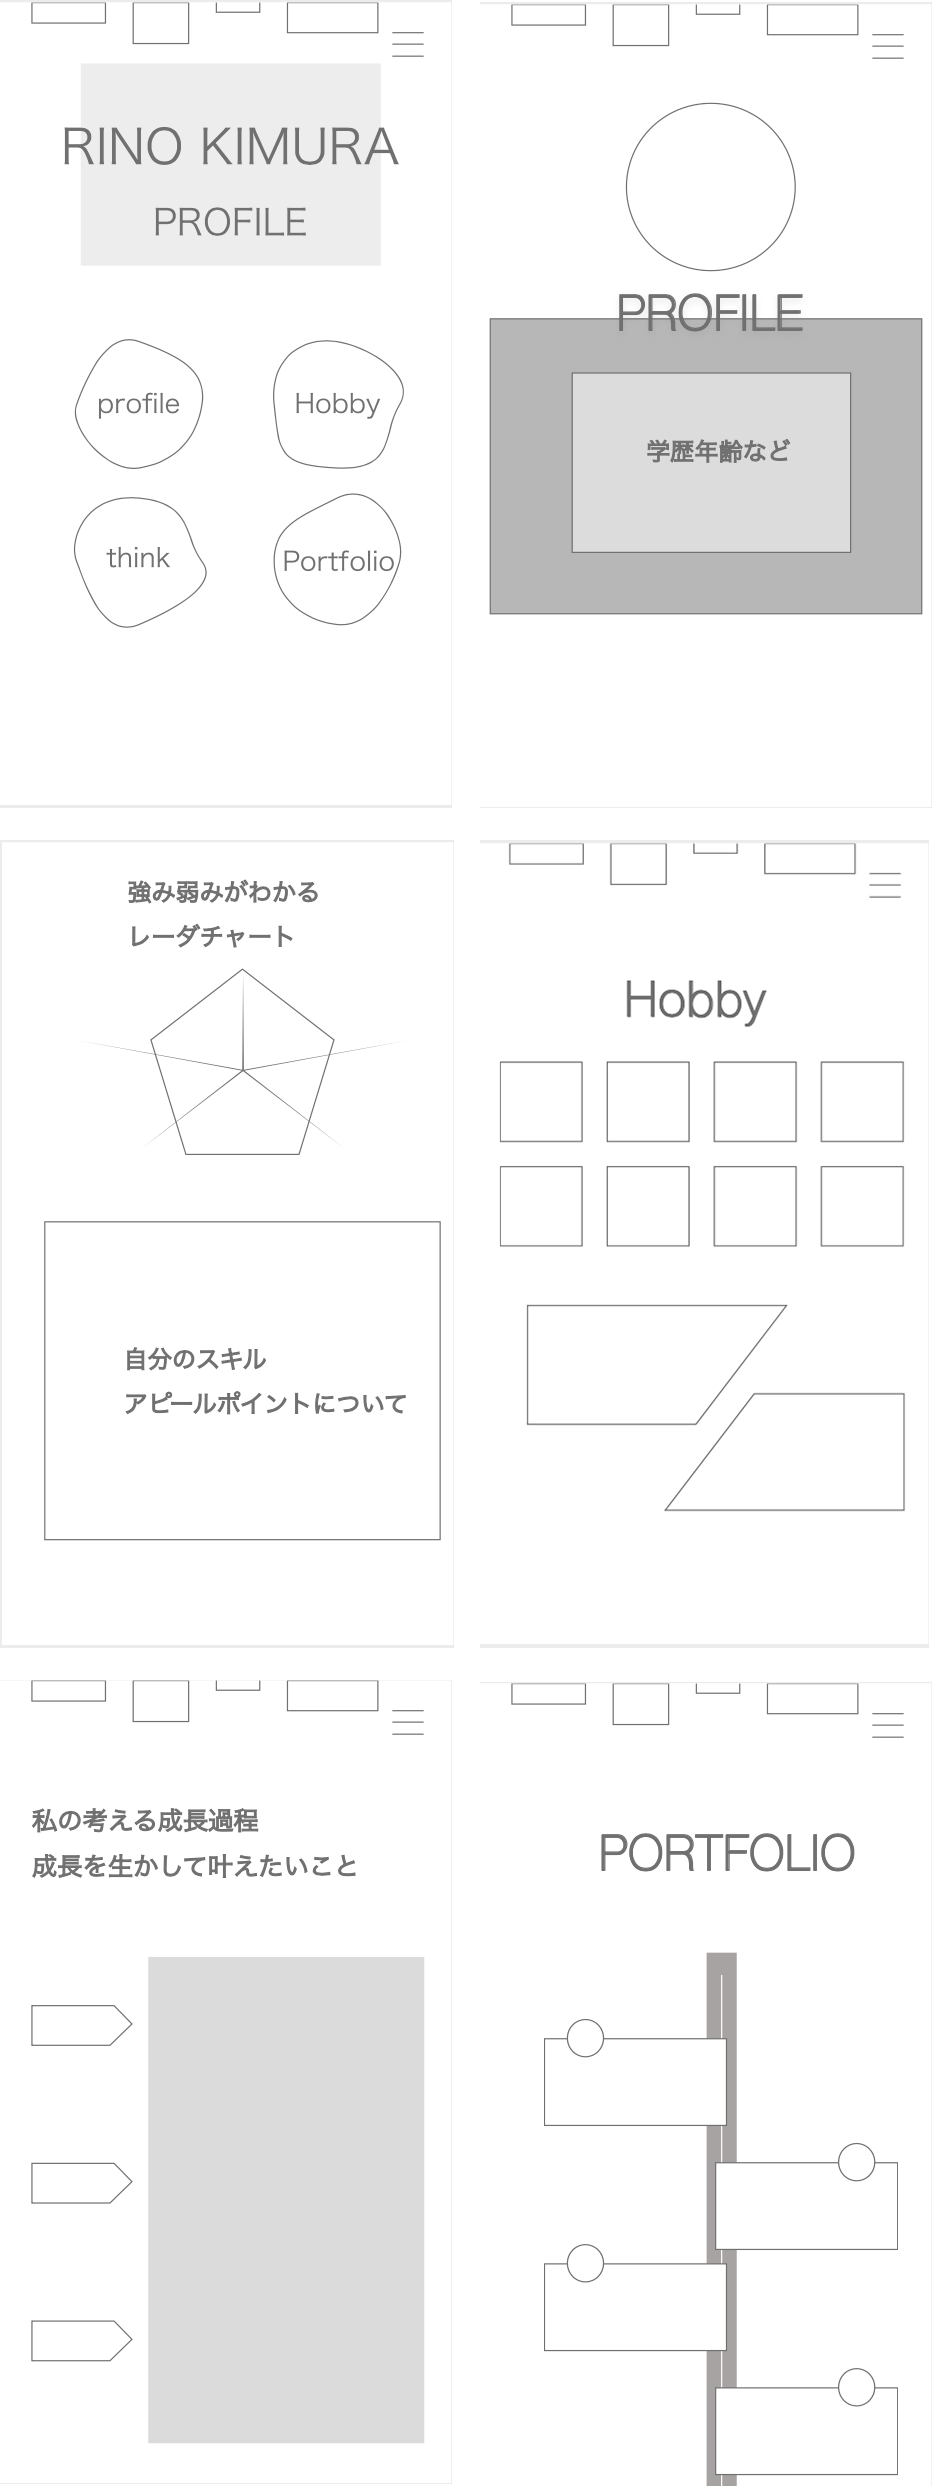 RINO KIMURA
PROFILE
profile
Hobby
think
Portfolio
PROFILE
学歴年齢など
強み弱みがわかる
レーダチャート
自分のスキル
アピールポイントについて
Hobby
私の考える成長過程
成長を生かして叶えたいこと
PORTFOLIO